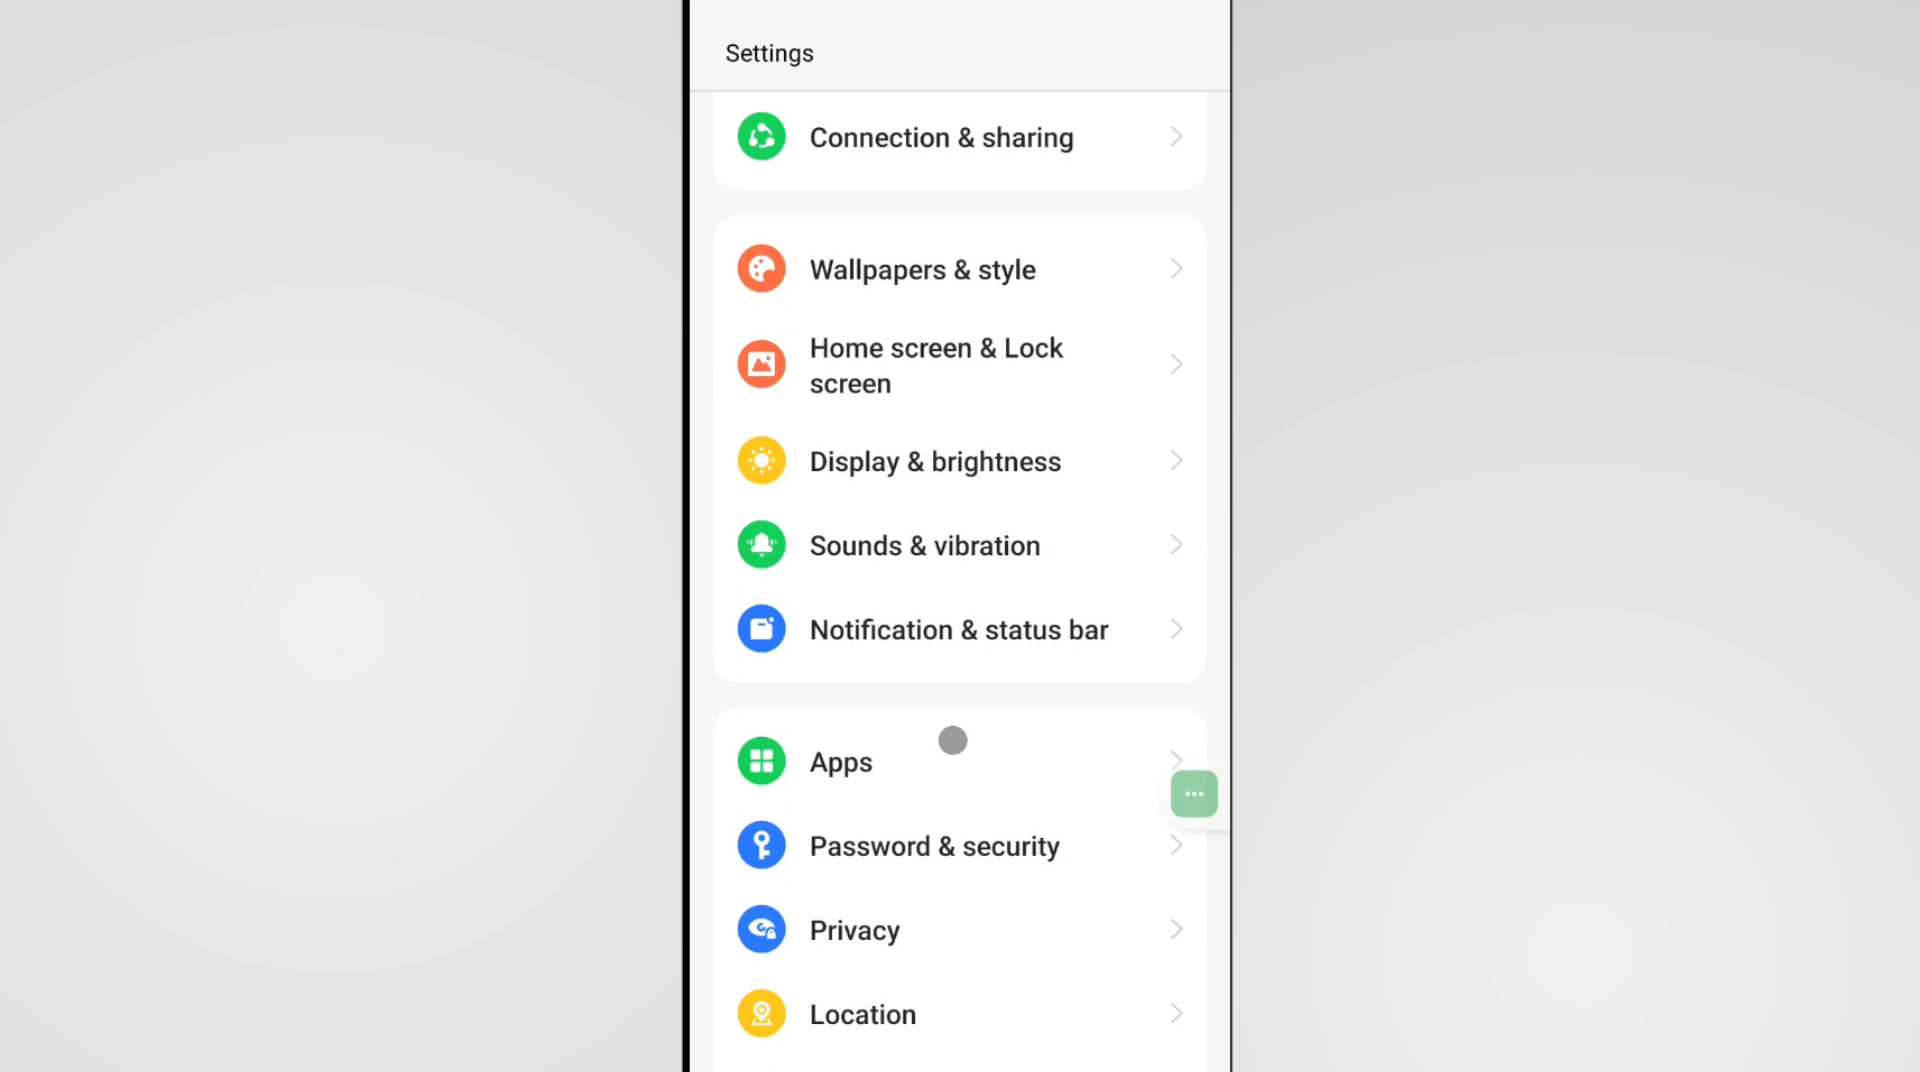 Settings
Connection & sharing
Wallpapers & style
Home screen & Lock
screen
Display & brightness
Sounds & vibration
Notification & status bar
Apps
Password & security
Privacy
Location